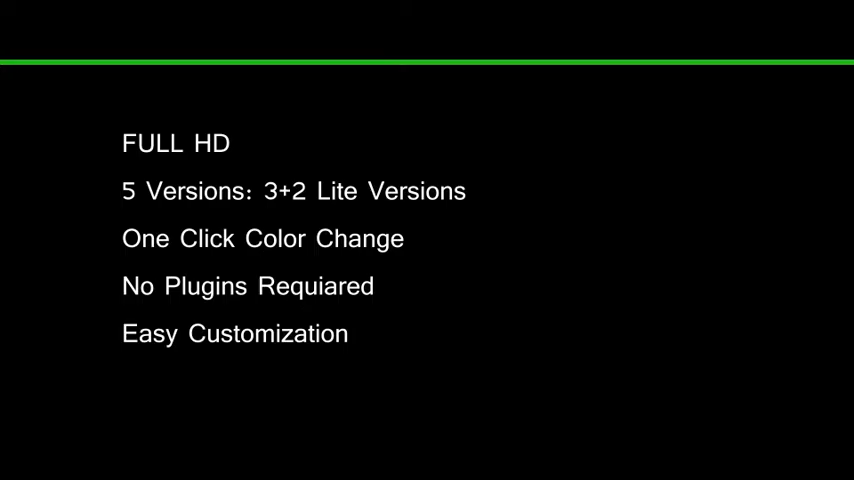 FULL HD
5 Versions: 3+2 Lite Versions
One Click Color Change
No Plugins Requiared
Easy Customization